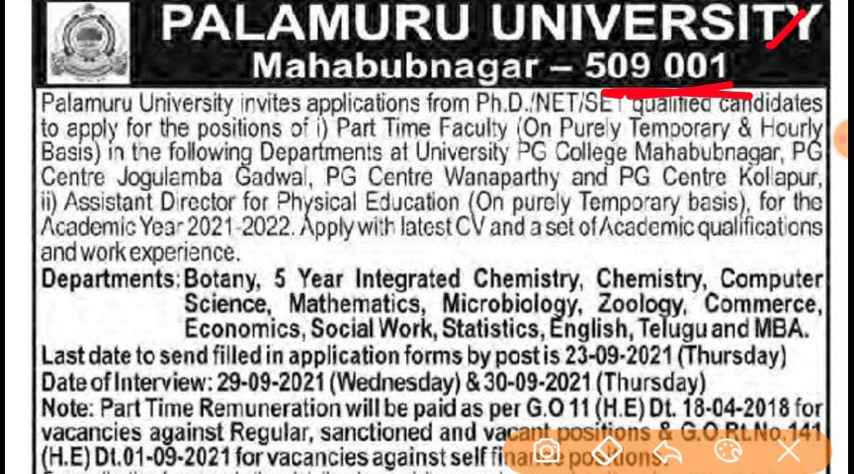 PALAMURU UNIVERSITY
Mahabubnagar – 509 001
Palamuru University invites applications from Ph.D./NET/SET qualified candidates
to apply for the positions of i) Part Time Faculty (On Purely Temporary & Hourly
Basis) in the following Departments at University PG College Mahabubnagar, PG
Centre Jogulamba Gadwal, PG Centre Wanaparthy and PG Centre Kollapur,
ii) Assistant Director for Physical Education (On purely Temporary basis), for the
Academic Year 2021-2022. Apply with latest CV and a set of Academic qualifications
and work experience.
Departments: Botany, 5 Year Integrated Chemistry, Chemistry, Computer
Science, Mathematics, Microbiology, Zoology, Commerce,
Economics, Social Work, Statistics, English, Telugu and MBA.
Last date to send filled in application forms by post is 23-09-2021 (Thursday)
Date of Interview: 29-09-2021 (Wednesday) & 30-09-2021 (Thursday)
Note: Part Time Remuneration will be paid as per G.O 11 (H.E) Dt. 18-04-2018 for
vacancies against Regular, sanctioned and vacant positions & G.O Rt.No.141
(H.E) Dt.01-09-2021 for vacancies against self finance positions.